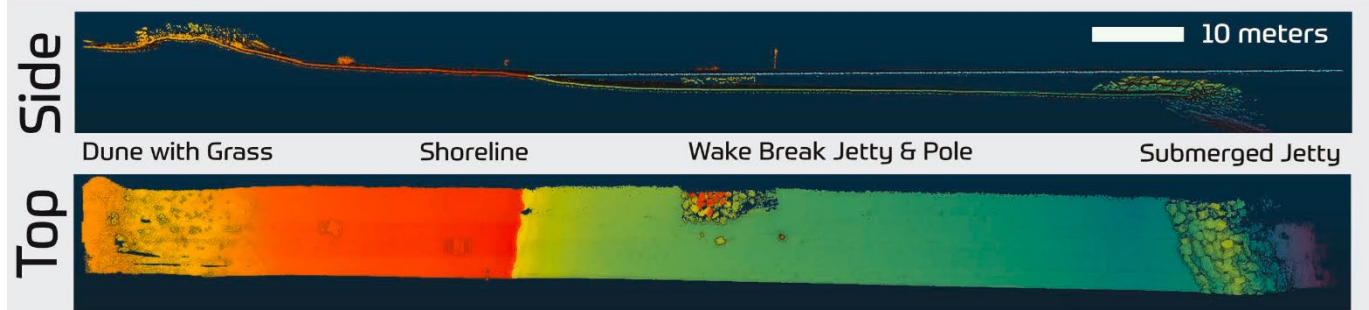 Side
10 meters
Dune with Grass
Shoreline
Wake Break Jetty & Pole
Submerged Jetty
Top